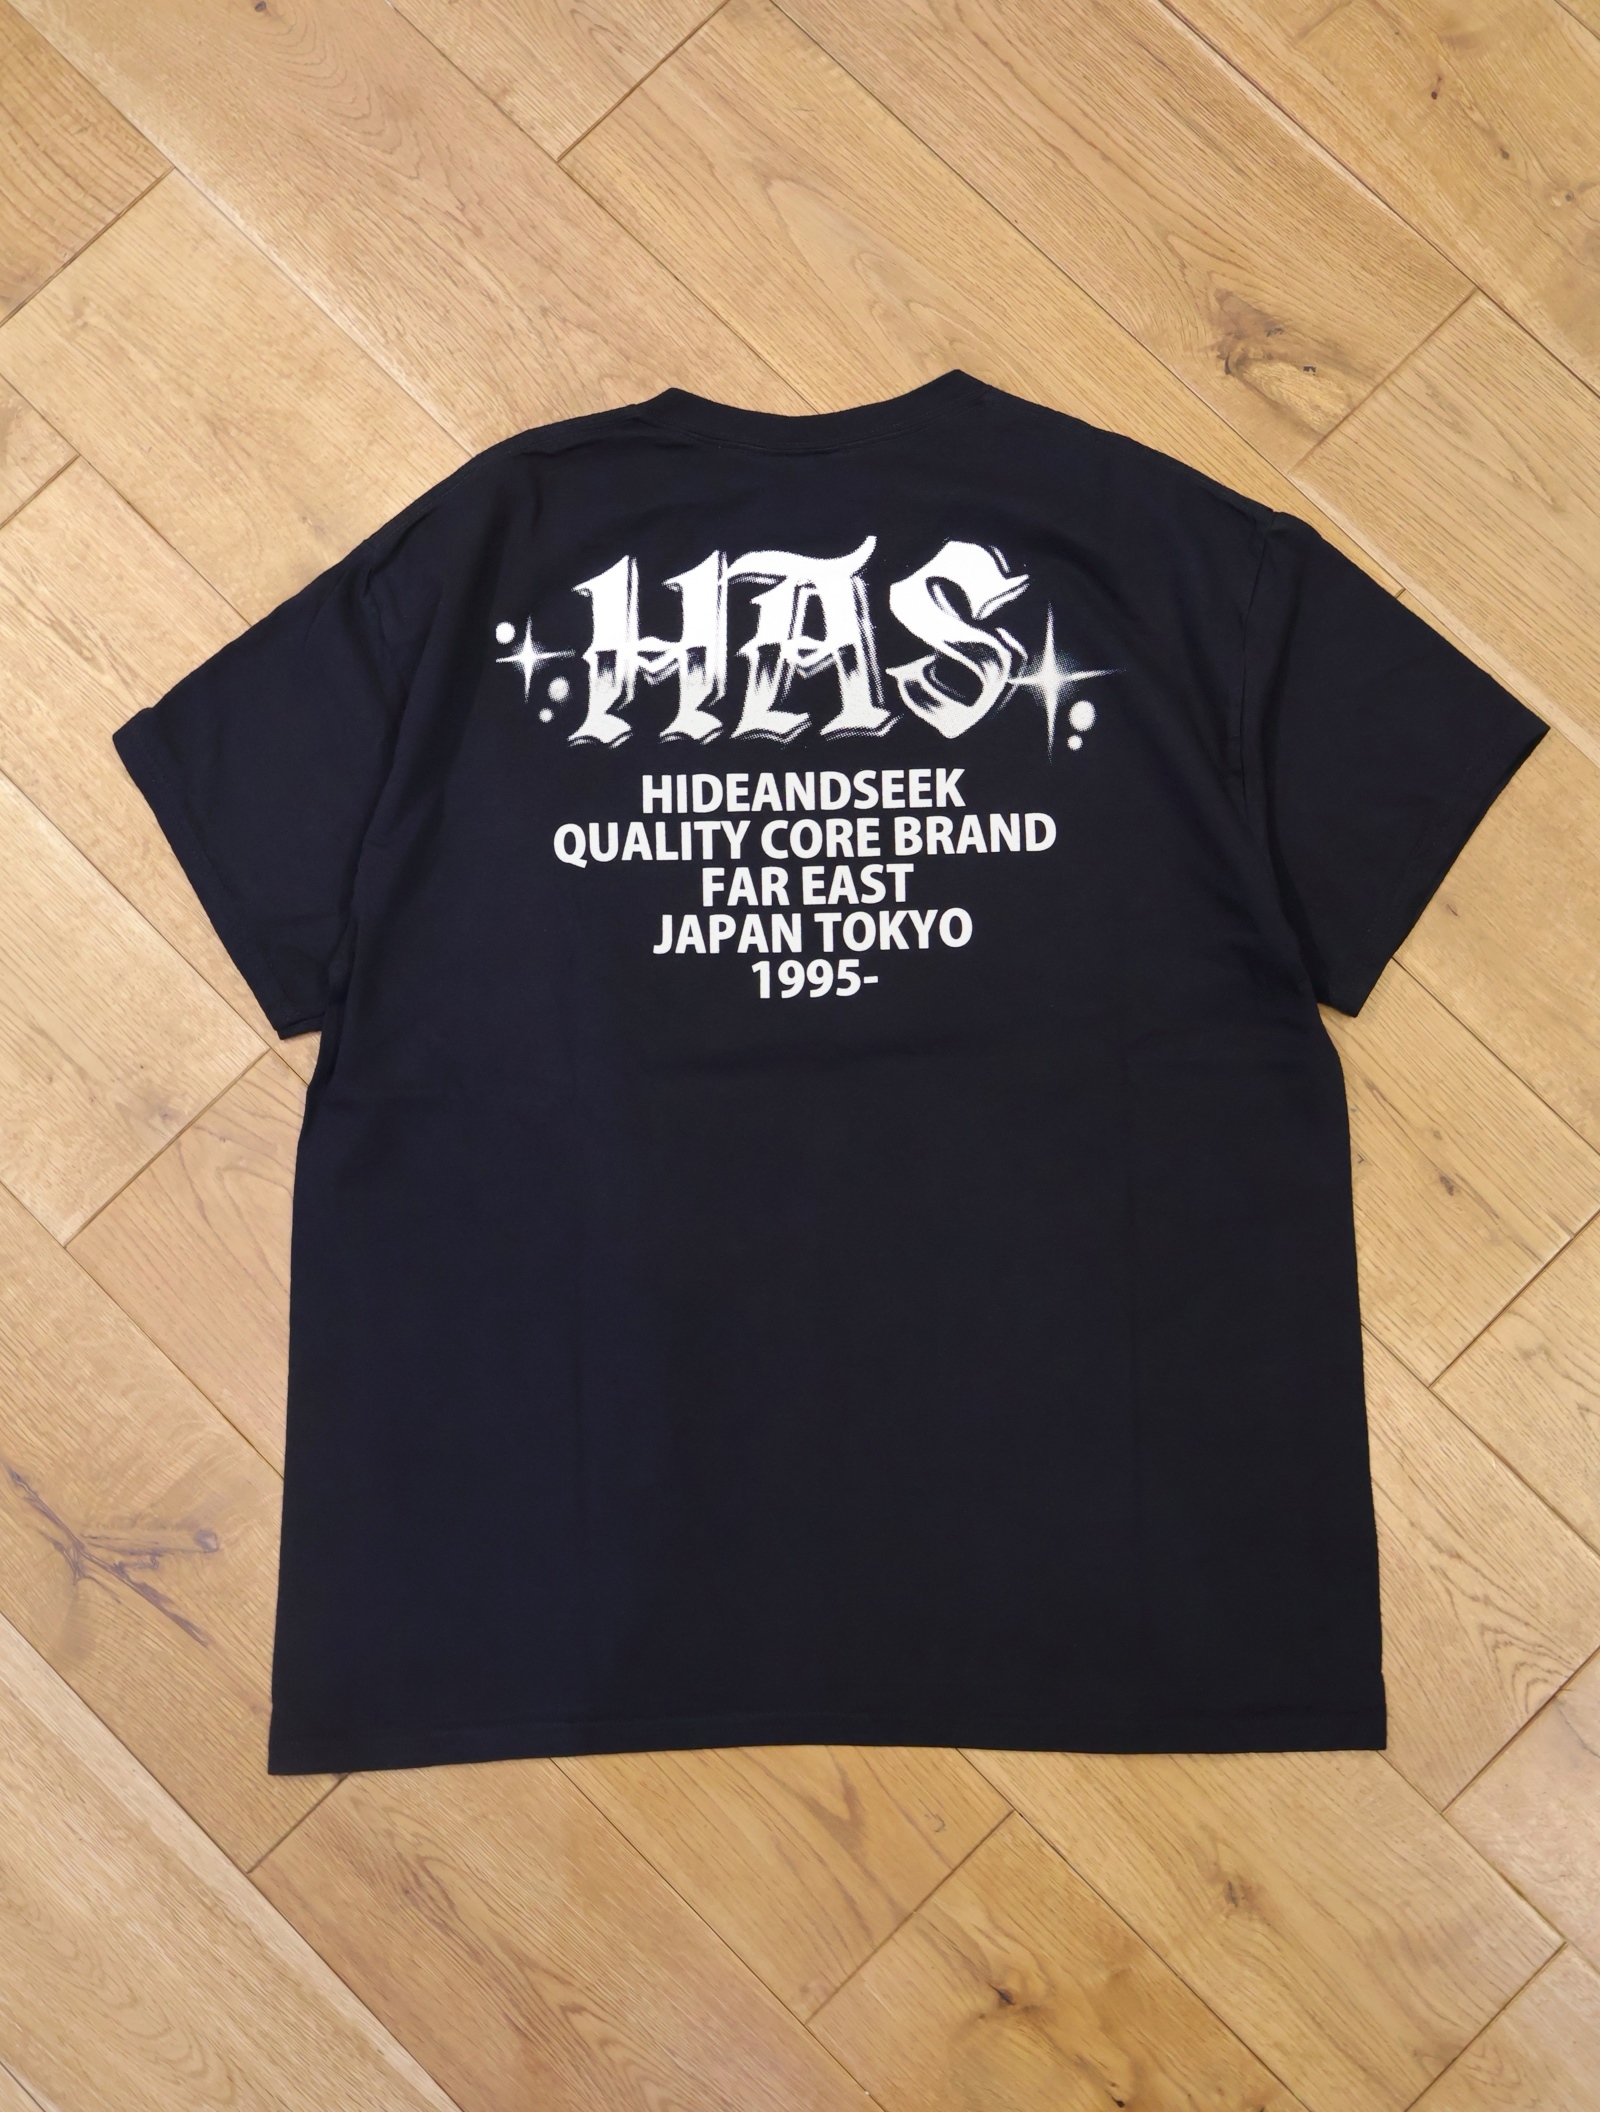 HAS
HIDEANDSEEK
QUALITY CORE BRAND
FAR EAST
JAPAN TOKYO
1995-